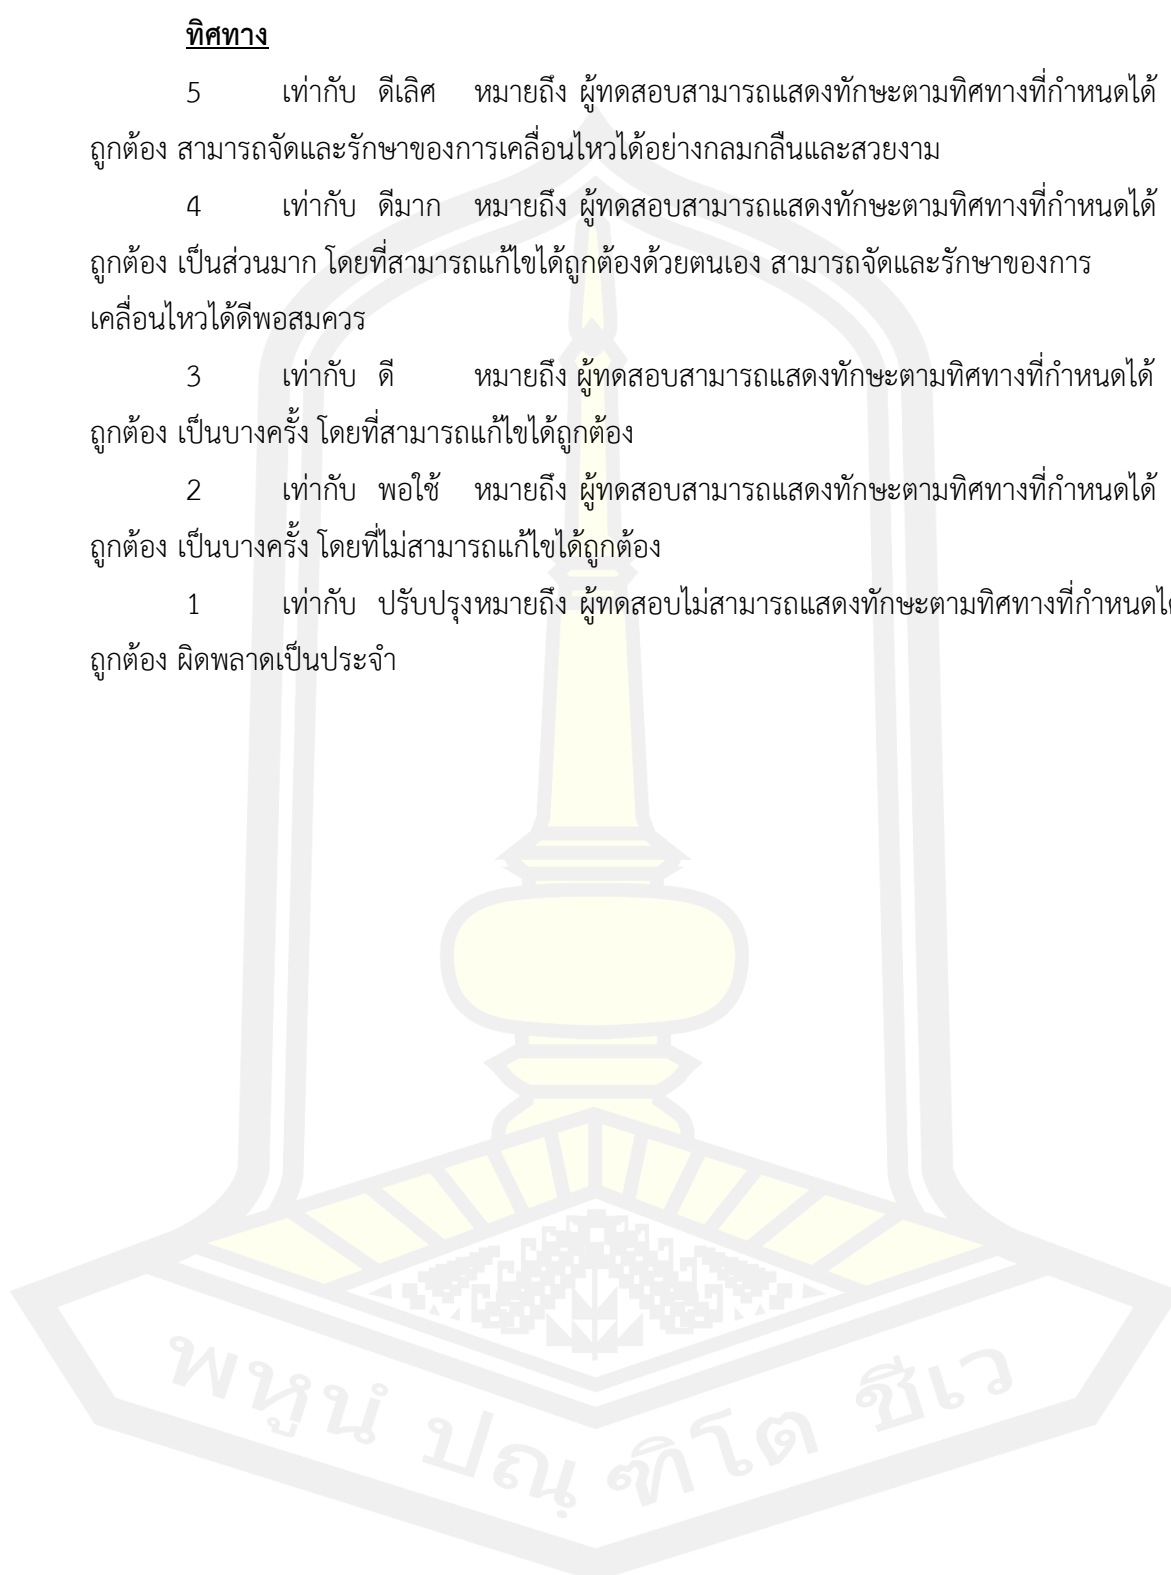 ทิศทาง
5 เท่ากับ ดีเลิศ หมายถึง ผู้ทดสอบสามารถแสดงทักษะตามทิศทางที่กำหนดได้
ถูกต้อง สามารถจัดและรักษาของการเคลื่อนไหวได้อย่างกลมกลืนและสวยงาม
4 เท่ากับ ดีมาก หมายถึง ผู้ทดสอบสามารถแสดงทักษะตามทิศทางที่กำหนดได้
ถูกต้อง เป็นส่วนมาก โดยที่สามารถแก้ไขได้ถูกต้องด้วยตนเอง สามารถจัดและรักษาของการ
เคลื่อนไหวได้ดีพอสมควร
3 เท่ากับ ดี หมายถึง ผู้ทดสอบสามารถแสดงทักษะตามทิศทางที่กำหนดได้
ถูกต้อง เป็นบางครั้ง โดยที่สามารถแก้ไขได้ถูกต้อง
2 เท่ากับ พอใช้ หมายถึง ผู้ทดสอบสามารถแสดงทักษะตามทิศทางที่กำหนดได้
ถูกต้อง เป็นบางครั้ง โดยที่ไม่สามารถแก้ไขได้ถูกต้อง
1 เท่ากับ ปรับปรุงหมายถึง ผู้ทดสอบไม่สามารถแสดงทักษะตามทิศทางที่กำหนดได้
ถูกต้อง ผิดพลาดเป็นประจำ
พหูนํ ปณฺฑิโต ชีเว